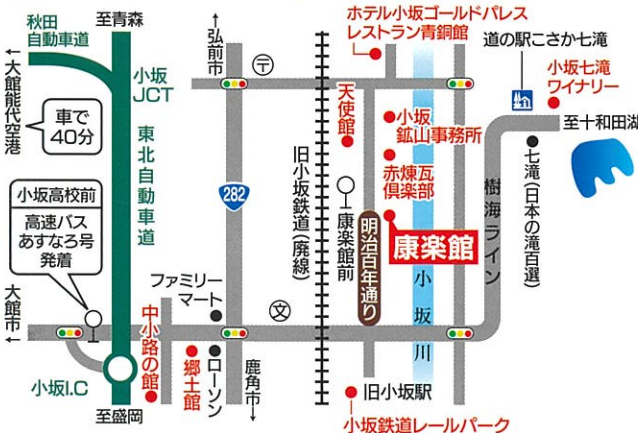 秋田
自動車道
至青森
←大館能代空港
車で
40分
小坂
JCT
東北自動車道
小坂高校前
高速バス
あすなろ号
発着
大館市
小坂I.C
至盛岡
←弘前市
〒
282
ファミリー
マート
中小路の館
郷土館
ローソン
鹿角市→
文
旧小坂鉄道(廃線)
ホテル小坂ゴールドパレス
レストラン青銅館
天使館
小坂
鉱山事務所
赤煉瓦
倶楽部
康楽館前
明治百年通り
康楽館
小坂川
旧小坂駅
小坂鉄道レールパーク
樹海ライン
道の駅こさか七滝
小坂七滝
ワイナリー
至十和田湖
七滝(日本の滝百選)